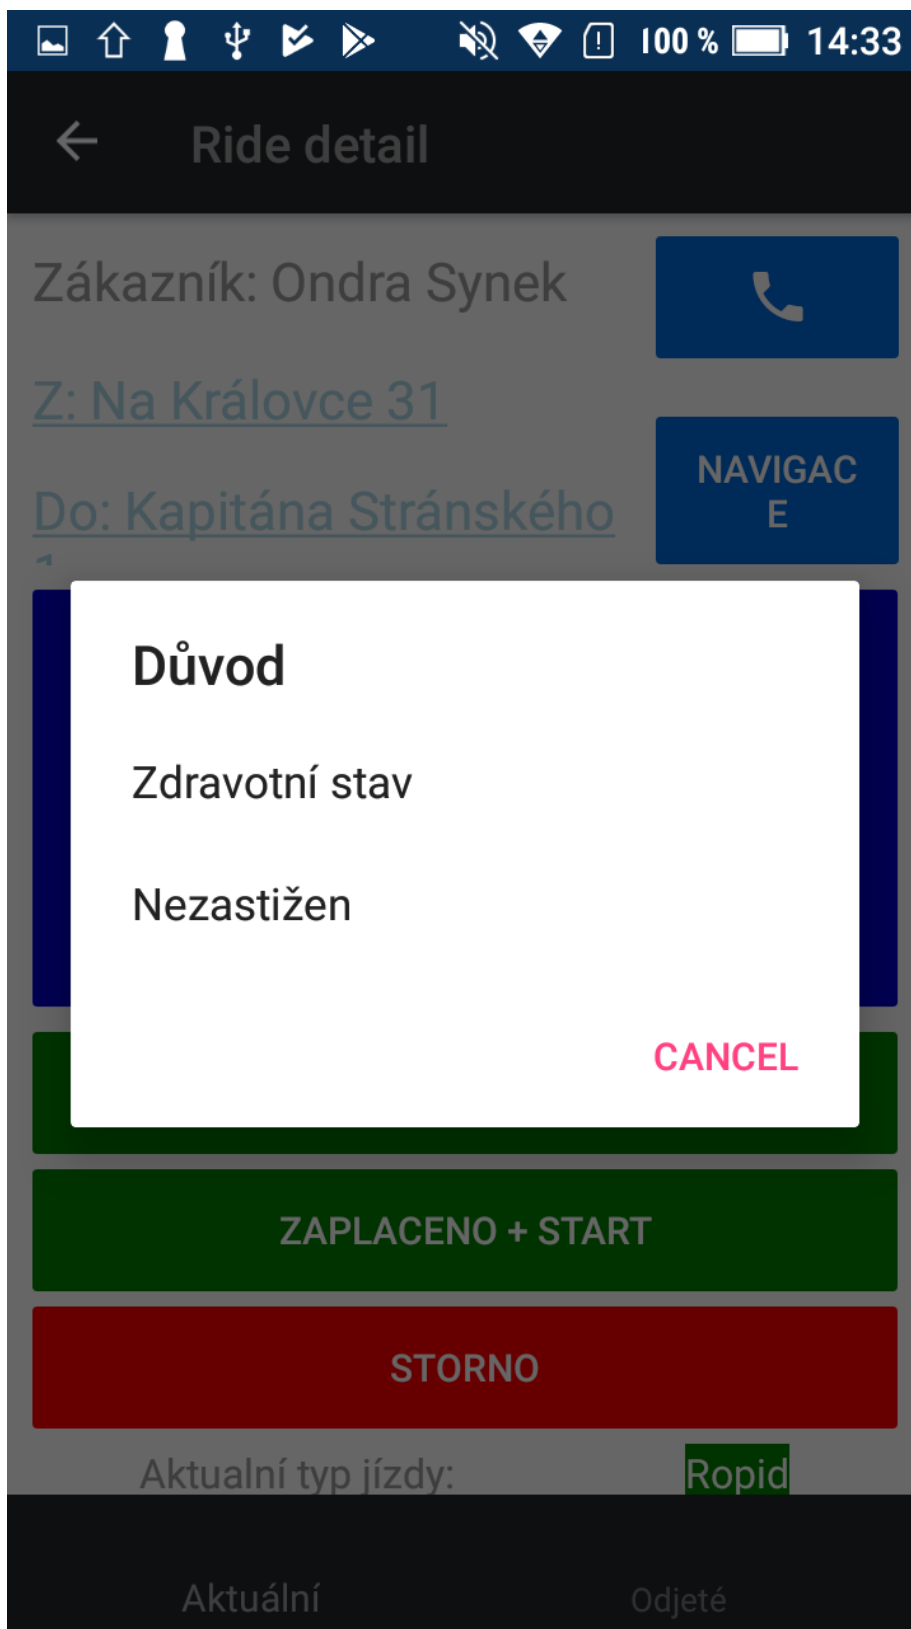 100 % 14:33
Ride detail
Zákazník: Ondra Synek
Z: Na Královce 31
NAVIGAC
E
Do: Kapitána Stránského
Důvod
Zdravotní stav
Nezastižen
CANCEL
ZAPLACENO + START
STORNO
Aktualní typ jízdy: Ropid
Aktuální Odjeté